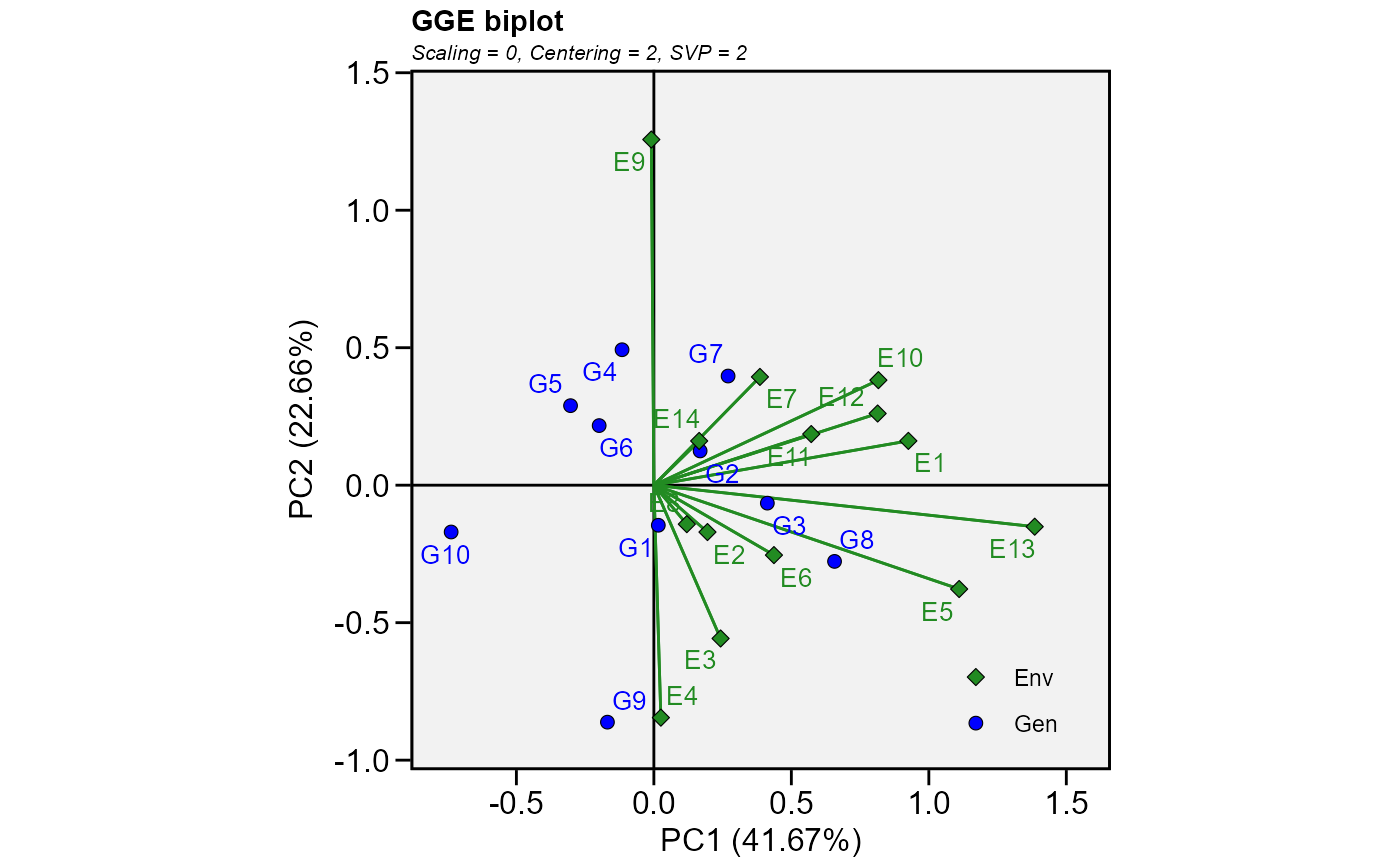 GGE biplot
Scaling = 0, Centering = 2, SVP = 2
1.5
E9
1.0
PC2 (22.66%)
0.5
G7
E10
G4
G5
E7
E12
E14
G6
E11
E1
G2
0.0
G3
G1
G8
E13
G10
E2
E6
E5
-0.5
E3
E4
G9
Env
Gen
-1.0
-0.5
0.0
0.5
1.0
1.5
PC1 (41.67%)